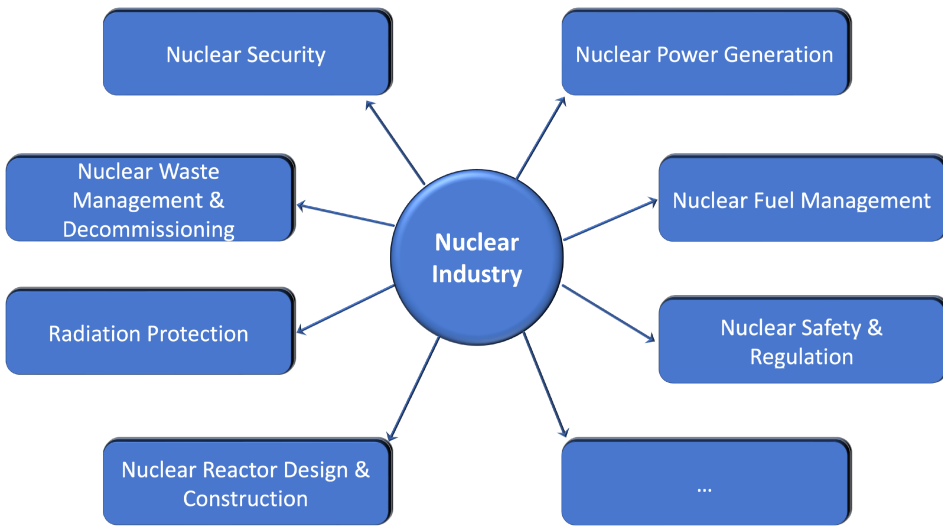 Nuclear Security
Nuclear Power Generation
Nuclear Waste
Management &
Decommissioning
Nuclear Fuel Management
Nuclear
Industry
Radiation Protection
Nuclear Safety &
Regulation
Nuclear Reactor Design &
Construction
...